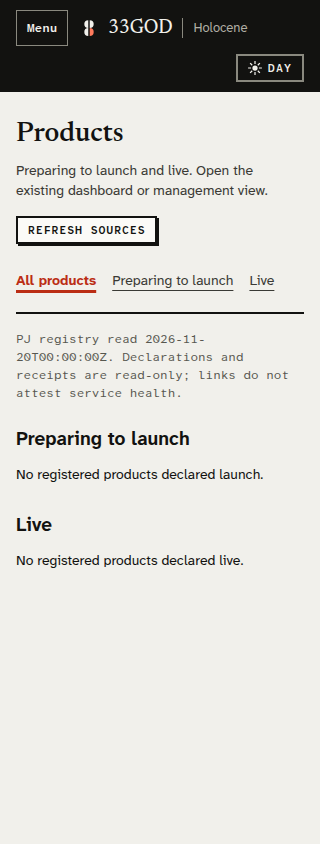 Menu
33GOD
Holocene
DAY
Products
Preparing to launch and live. Open the
existing dashboard or management view.
REFRESH SOURCES
All products
Preparing to launch
Live
PJ registry read 2026-11-
20T00:00:00Z. Declarations and
receipts are read-only; links do not
attest service health.
Preparing to launch
No registered products declared launch.
Live
No registered products declared live.